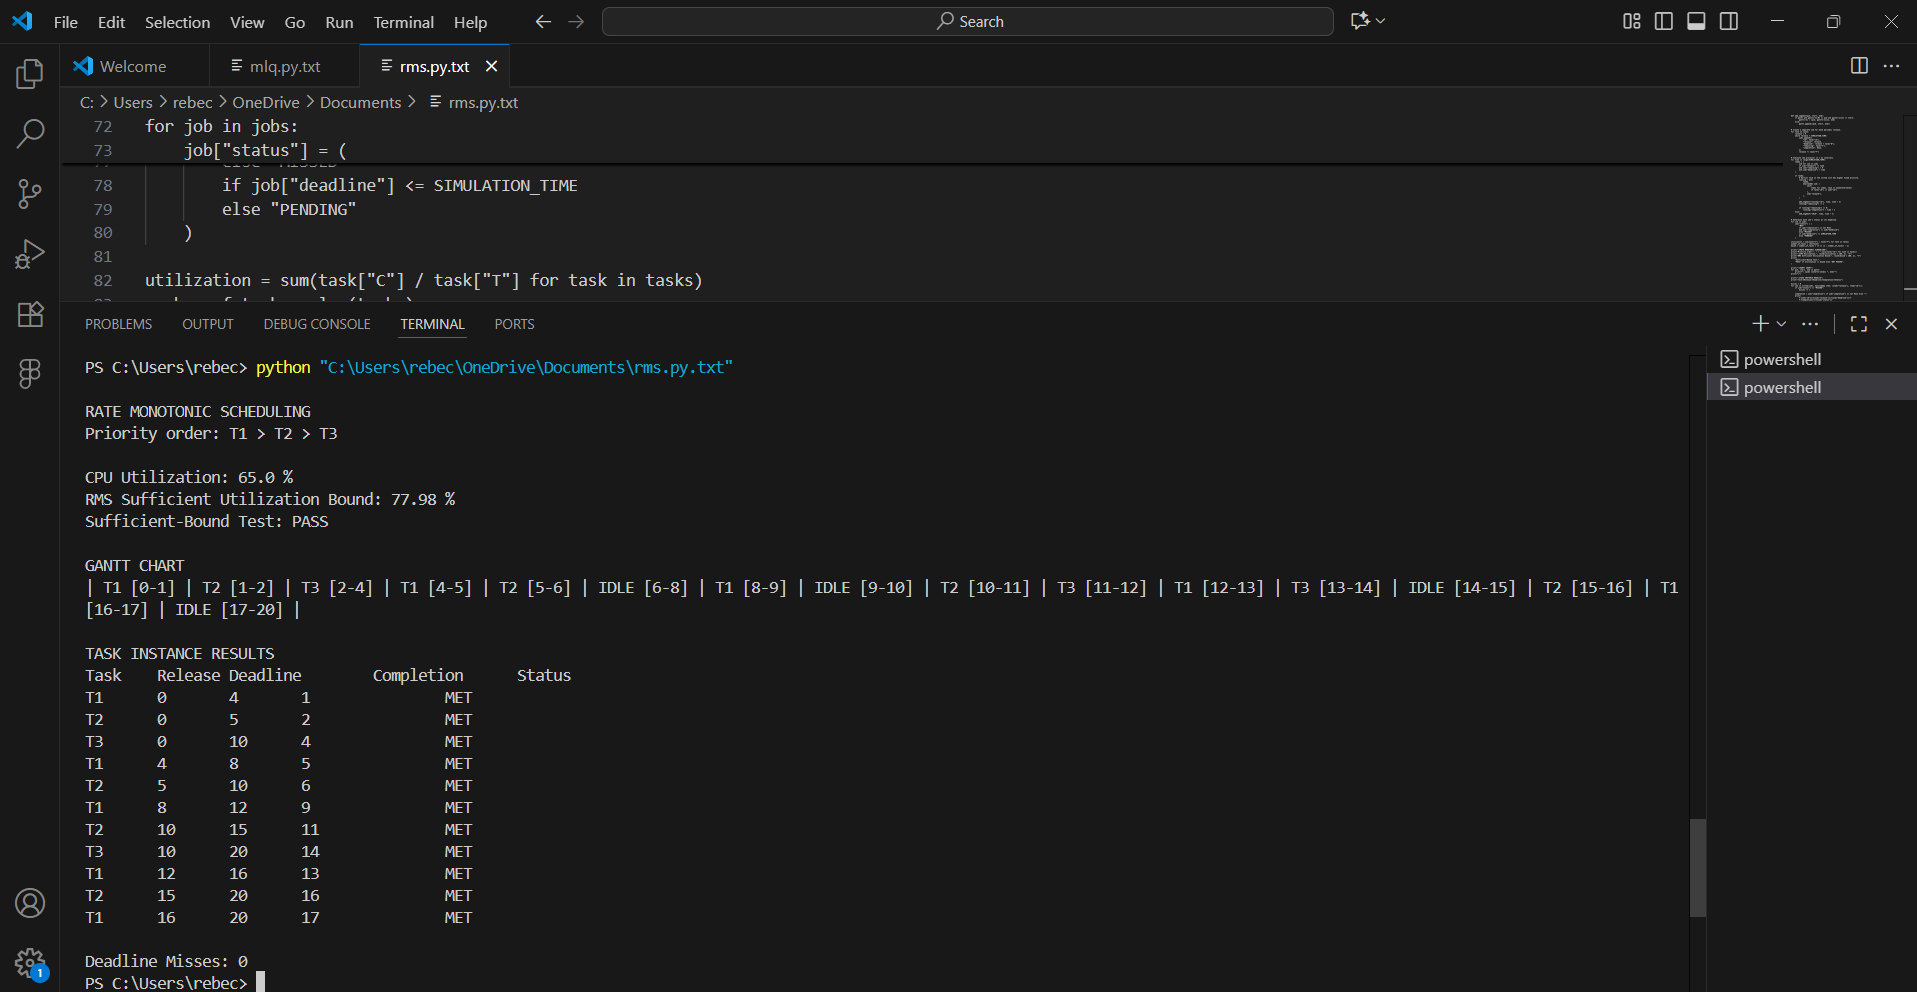 File Edit Selection View Go Run Terminal Help
Search
Welcome
mlq.py.txt
rms.py.txt
C: > Users > rebec > OneDrive > Documents > rms.py.txt
72 for job in jobs:
73 job["status"] = (
78 if job["deadline"] <= SIMULATION_TIME
79 else "PENDING"
80 )
81
82 utilization = sum(task["C"] / task["T"] for task in tasks)
PROBLEMS OUTPUT DEBUG CONSOLE TERMINAL PORTS
powershell
powershell
PS C:\Users\rebec> python "C:\Users\rebec\OneDrive\Documents\rms.py.txt"
RATE MONOTONIC SCHEDULING
Priority order: T1 > T2 > T3
CPU Utilization: 65.0 %
RMS Sufficient Utilization Bound: 77.98 %
Sufficient-Bound Test: PASS
GANTT CHART
| T1 [0-1] | T2 [1-2] | T3 [2-4] | T1 [4-5] | T2 [5-6] | IDLE [6-8] | T1 [8-9] | IDLE [9-10] | T2 [10-11] | T3 [11-12] | T1 [12-13] | T3 [13-14] | IDLE [14-15] | T2 [15-16] | T1
[16-17] | IDLE [17-20] |
TASK INSTANCE RESULTS
Task Release Deadline Completion Status
T1 0 4 1 MET
T2 0 5 2 MET
T3 0 10 4 MET
T1 4 8 5 MET
T2 5 10 6 MET
T1 8 12 9 MET
T2 10 15 11 MET
T3 10 20 14 MET
T1 12 16 13 MET
T2 15 20 16 MET
T1 16 20 17 MET
Deadline Misses: 0
PS C:\Users\rebec>
1